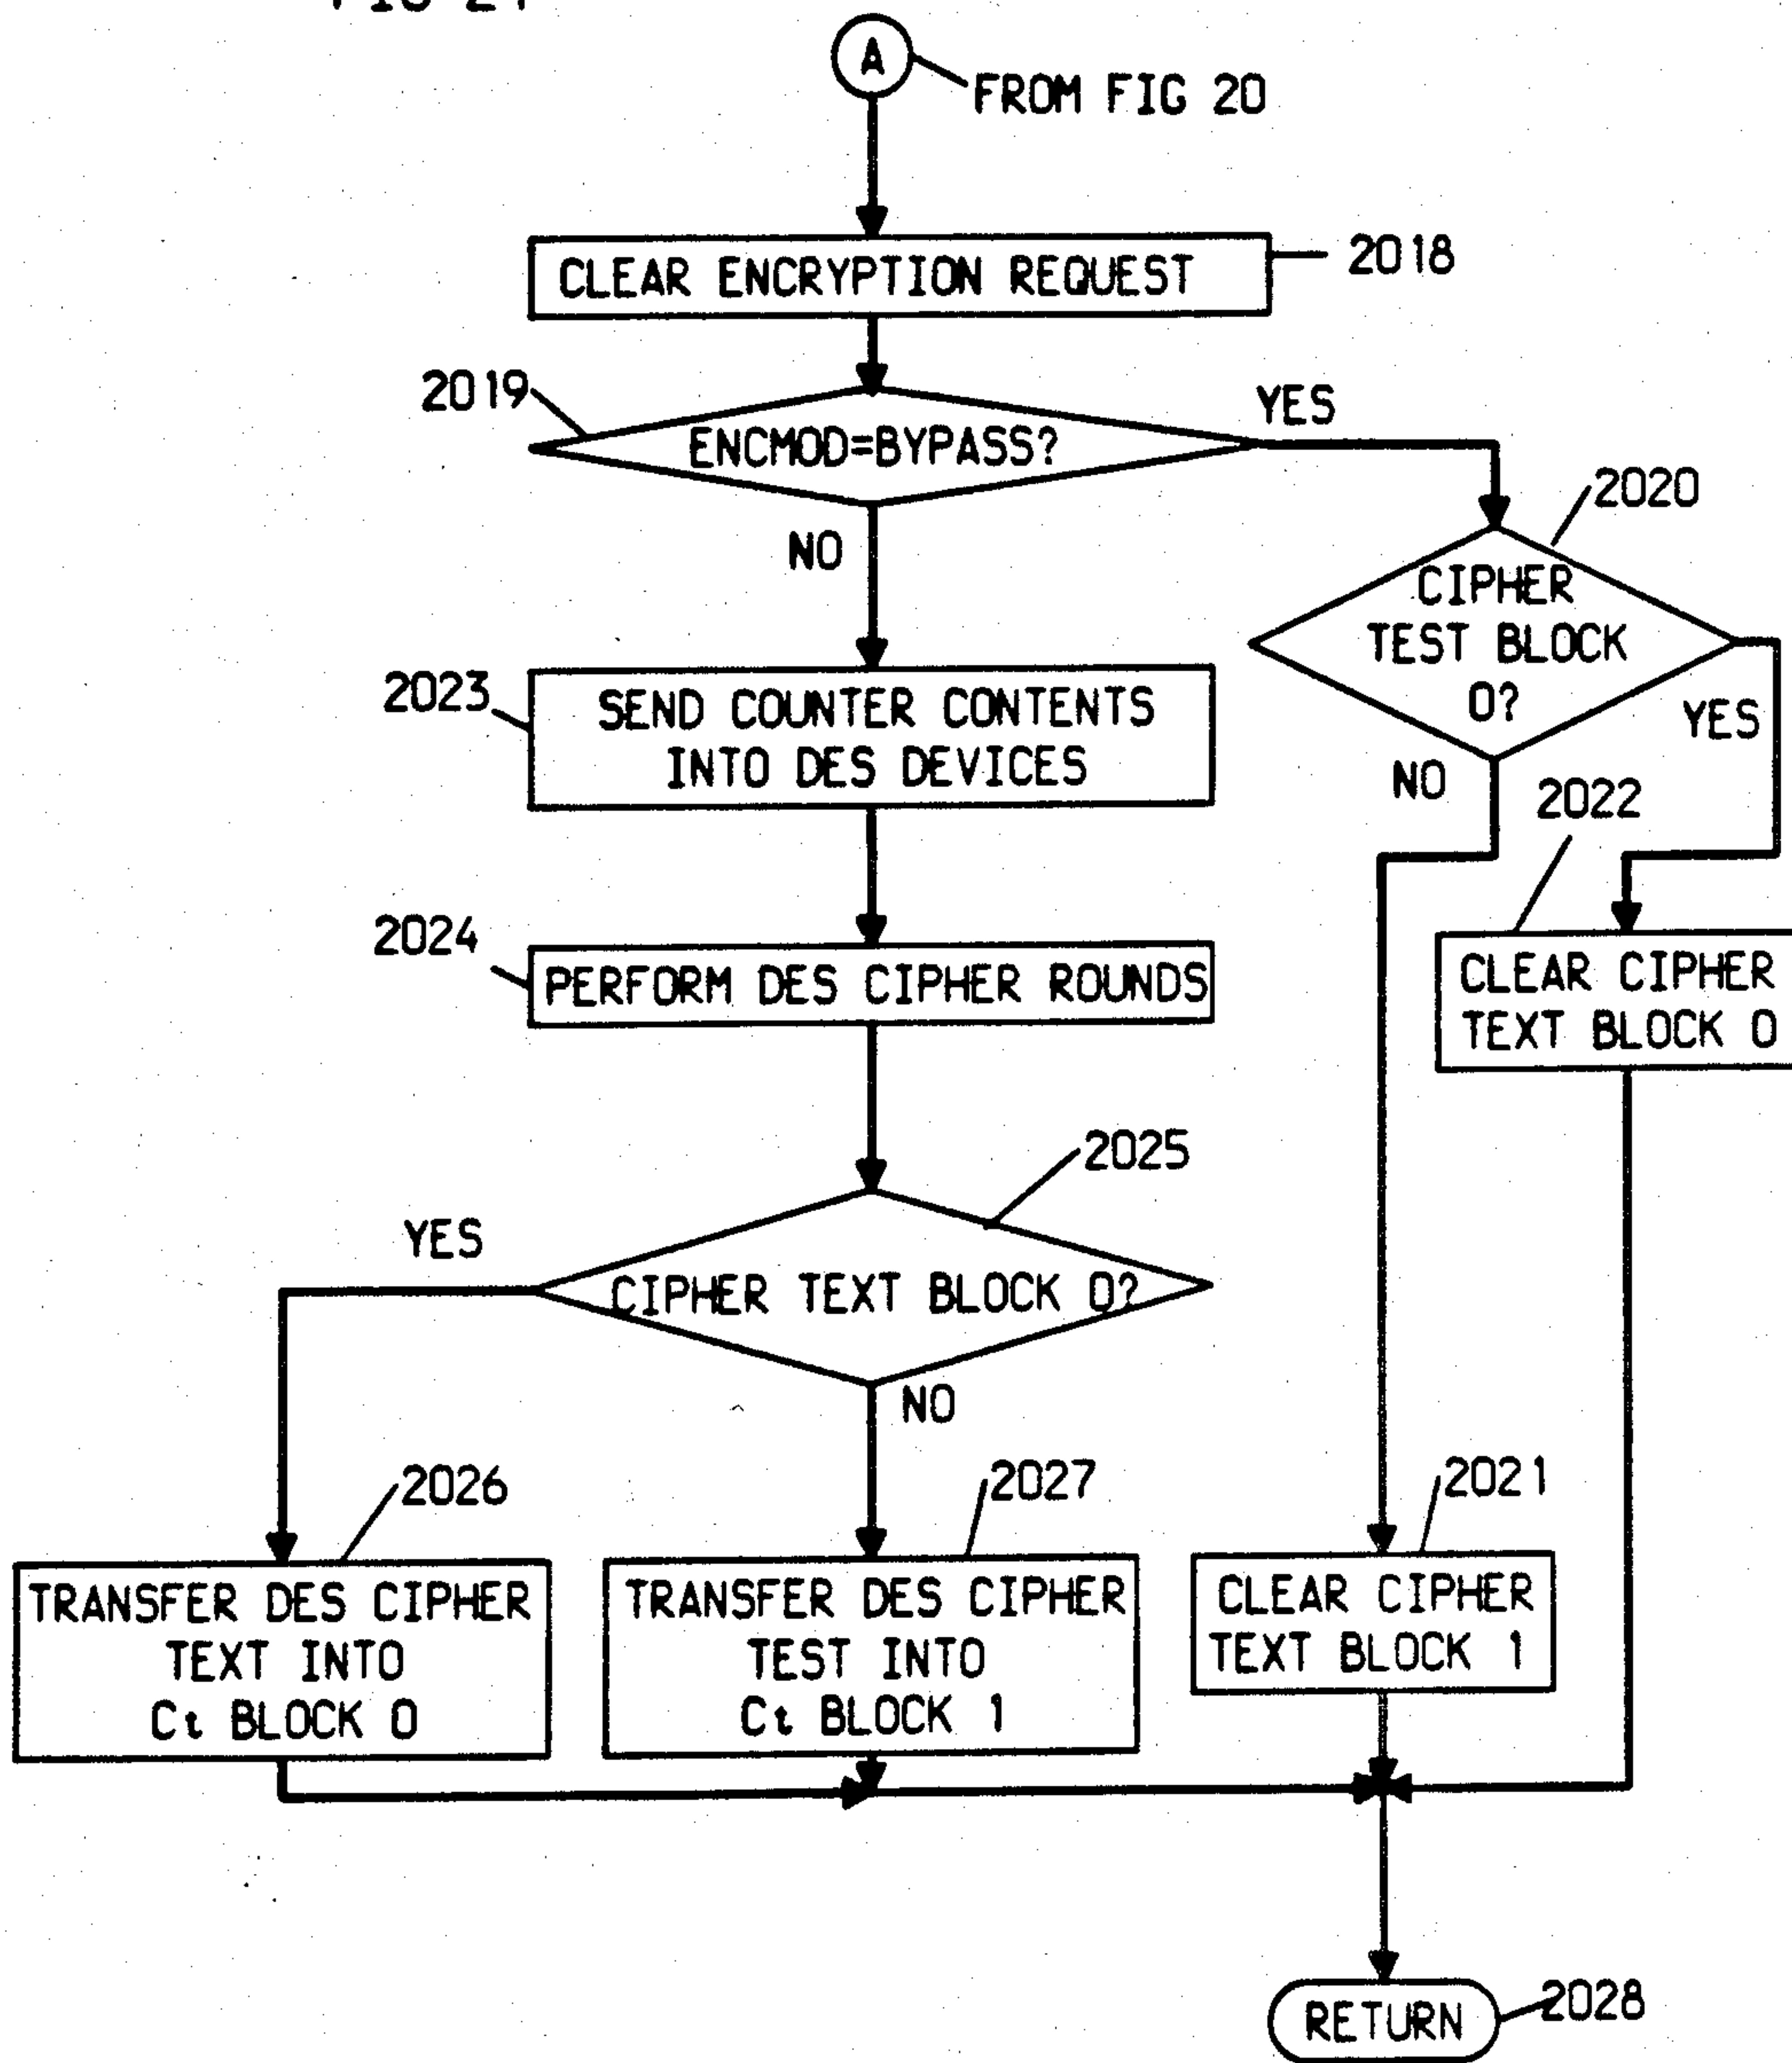 A
FROM FIG 20
CLEAR ENCRYPTION REQUEST
2018
2019
ENCMOD=BYPASS?
YES
NO
2020
CIPHER
TEST BLOCK
0?
YES
NO
2023
SEND COUNTER CONTENTS
INTO DES DEVICES
2022
CLEAR CIPHER
TEXT BLOCK 0
2024
PERFORM DES CIPHER ROUNDS
2025
YES
CIPHER TEXT BLOCK 0?
NO
2026
TRANSFER DES CIPHER
TEXT INTO
Ct BLOCK 0
2027
TRANSFER DES CIPHER
TEST INTO
Ct BLOCK 1
2021
CLEAR CIPHER
TEXT BLOCK 1
RETURN
2028